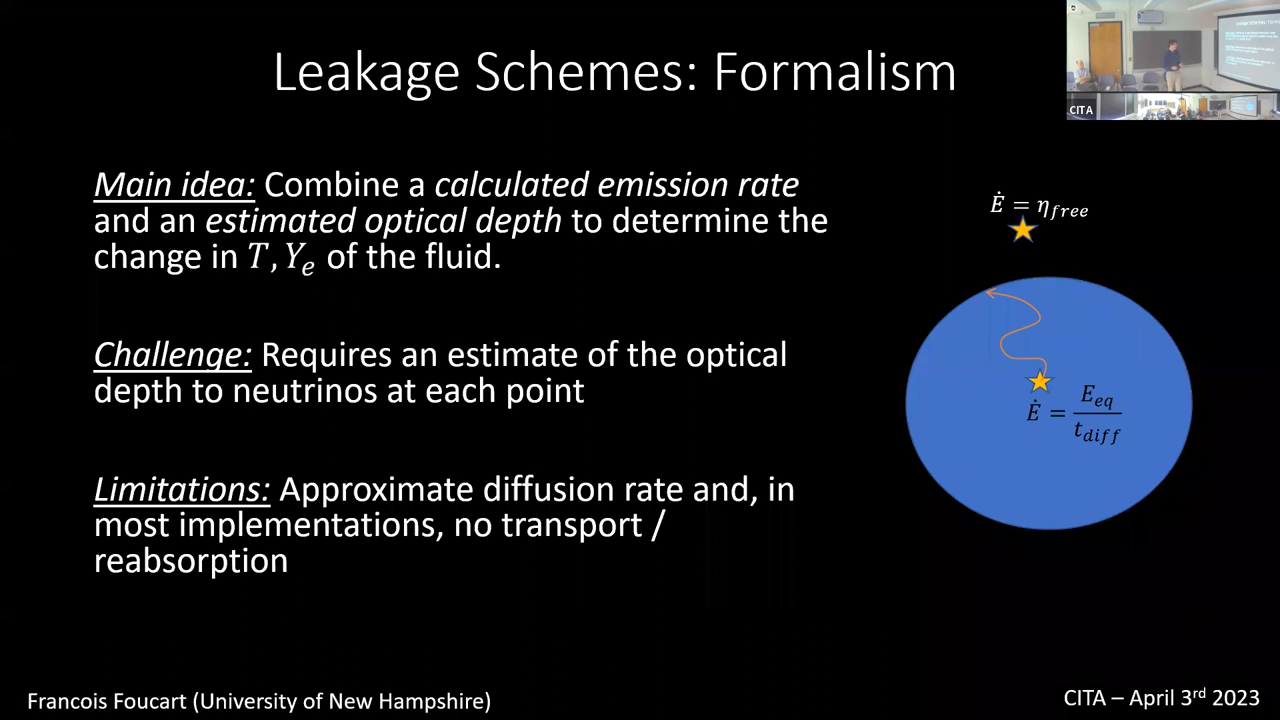 Leakage Schemes: Formalism
CITA
Main idea: Combine a calculated emission rate
and an estimated optical depth to determine the
change in T, Yₑ of the fluid.
Challenge: Requires an estimate of the optical
depth to neutrinos at each point
Limitations: Approximate diffusion rate and, in
most implementations, no transport /
reabsorption
Ė = η_free
Ė = E_eq / t_diff
Francois Foucart (University of New Hampshire)
CITA – April 3rd 2023